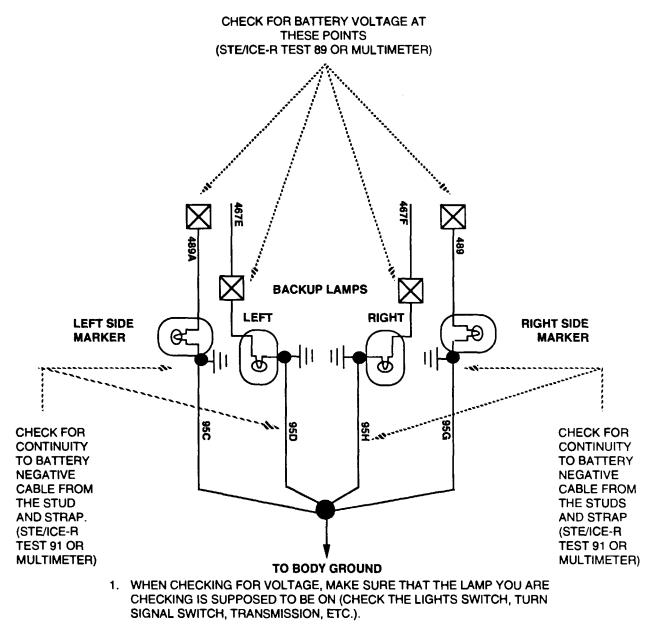 CHECK FOR BATTERY VOLTAGE AT
THESE POINTS
(STE/ICE-R TEST 89 OR MULTIMETER)
467E
467F
489A
489
BACKUP LAMPS
LEFT
RIGHT
LEFT SIDE
MARKER
RIGHT SIDE
MARKER
95C
95D
95H
95G
CHECK FOR
CONTINUITY
TO BATTERY
NEGATIVE
CABLE FROM
THE STUD
AND STRAP.
(STE/ICE-R
TEST 91 OR
MULTIMETER)
CHECK FOR
CONTINUITY
TO BATTERY
NEGATIVE
CABLE FROM
THE STUDS
AND STRAP
(STE/ICE-R
TEST 91 OR
MULTIMETER)
TO BODY GROUND
1. WHEN CHECKING FOR VOLTAGE, MAKE SURE THAT THE LAMP YOU ARE
CHECKING IS SUPPOSED TO BE ON (CHECK THE LIGHTS SWITCH, TURN
SIGNAL SWITCH, TRANSMISSION, ETC.).